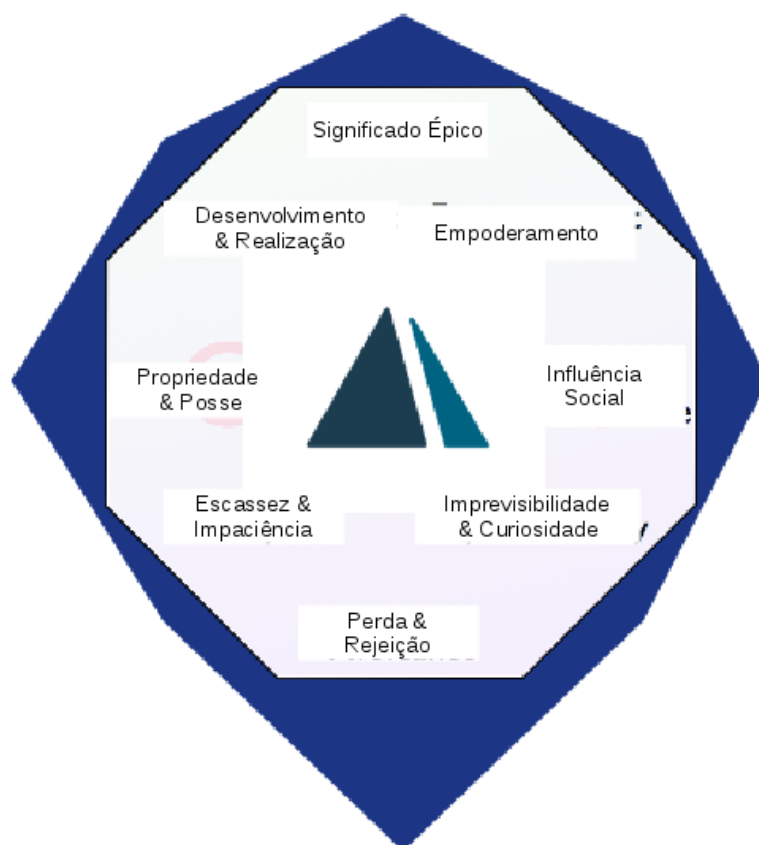 Significado Épico
Desenvolvimento
& Realização
Empoderamento
Propriedade
& Posse
Influência
Social
Escassez &
Impaciência
Imprevisibilidade
& Curiosidade
Perda &
Rejeição